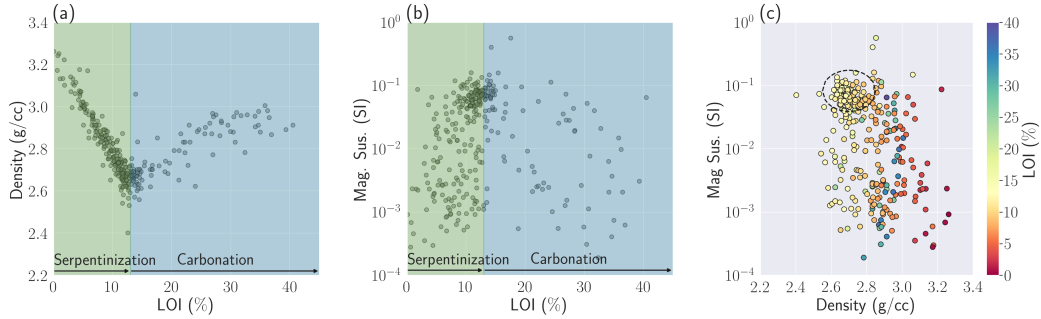 (a)
3.4
3.2
3.0
2.8
2.6
2.4
2.2
Density (g/cc)
Serpentinization
Carbonation
0 10 20 30 40
LOI (%)
(b)
10⁰
10⁻¹
10⁻²
10⁻³
10⁻⁴
Mag. Sus. (SI)
Serpentinization
Carbonation
0 10 20 30 40
LOI (%)
(c)
10⁰
10⁻¹
10⁻²
10⁻³
10⁻⁴
Mag Sus. (SI)
2.2 2.4 2.6 2.8 3.0 3.2 3.4
Density (g/cc)
40
35
30
25
20
15
10
5
0
LOI (%)